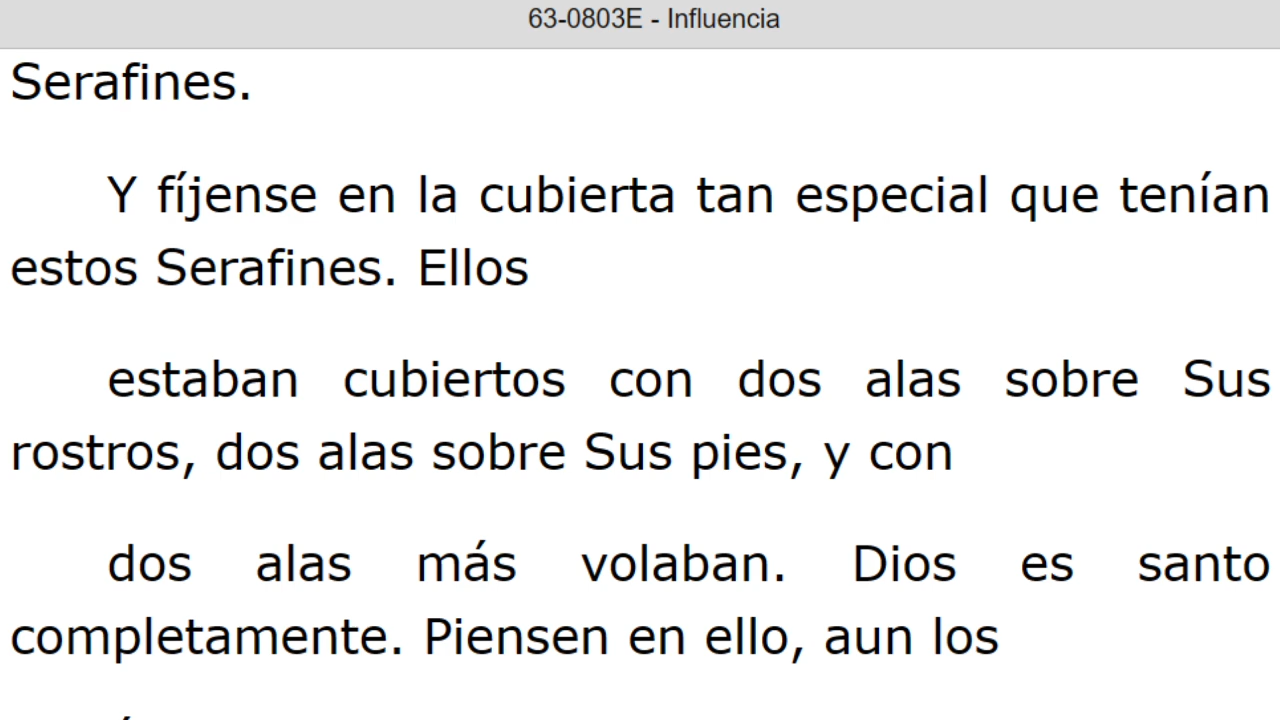 63-0803E - Influencia
Serafines.
Y fíjense en la cubierta tan especial que tenían
estos Serafines. Ellos
estaban cubiertos con dos alas sobre Sus
rostros, dos alas sobre Sus pies, y con
dos alas más volaban. Dios es santo
completamente. Piensen en ello, aun los